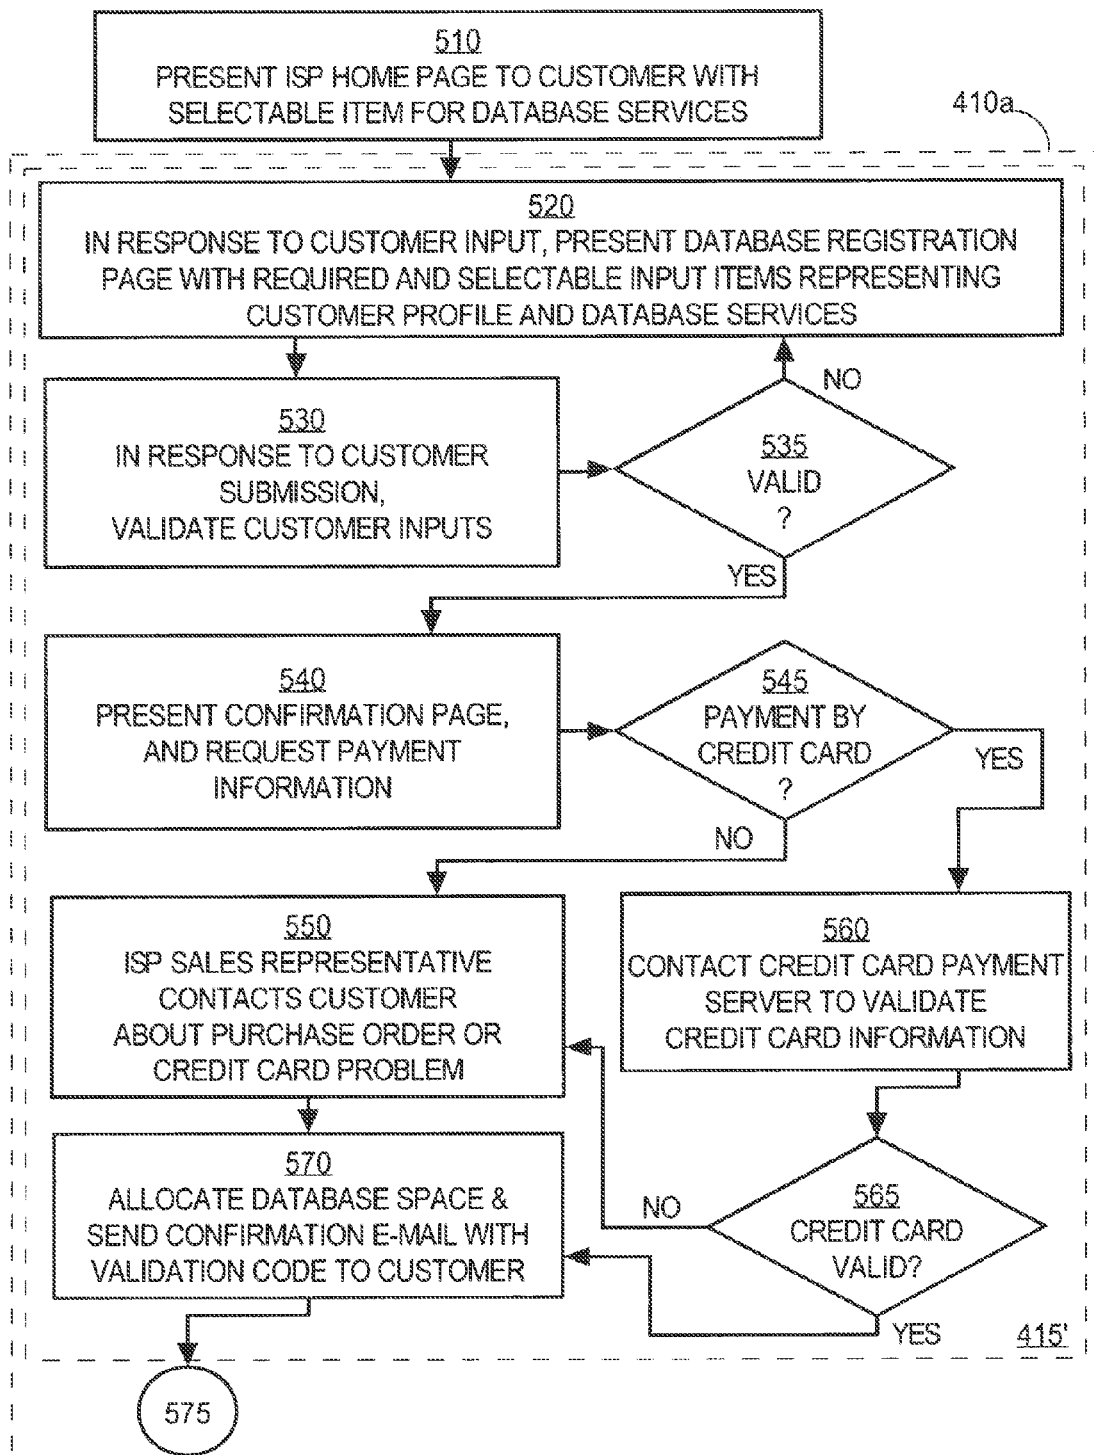 510
PRESENT ISP HOME PAGE TO CUSTOMER WITH
SELECTABLE ITEM FOR DATABASE SERVICES
410a
520
IN RESPONSE TO CUSTOMER INPUT, PRESENT DATABASE REGISTRATION
PAGE WITH REQUIRED AND SELECTABLE INPUT ITEMS REPRESENTING
CUSTOMER PROFILE AND DATABASE SERVICES
530
IN RESPONSE TO CUSTOMER
SUBMISSION,
VALIDATE CUSTOMER INPUTS
535
VALID
?
NO
YES
540
PRESENT CONFIRMATION PAGE,
AND REQUEST PAYMENT
INFORMATION
545
PAYMENT BY
CREDIT CARD
?
YES
NO
550
ISP SALES REPRESENTATIVE
CONTACTS CUSTOMER
ABOUT PURCHASE ORDER OR
CREDIT CARD PROBLEM
560
CONTACT CREDIT CARD PAYMENT
SERVER TO VALIDATE
CREDIT CARD INFORMATION
570
ALLOCATE DATABASE SPACE &
SEND CONFIRMATION E-MAIL WITH
VALIDATION CODE TO CUSTOMER
NO
565
CREDIT CARD
VALID?
YES
415'
575